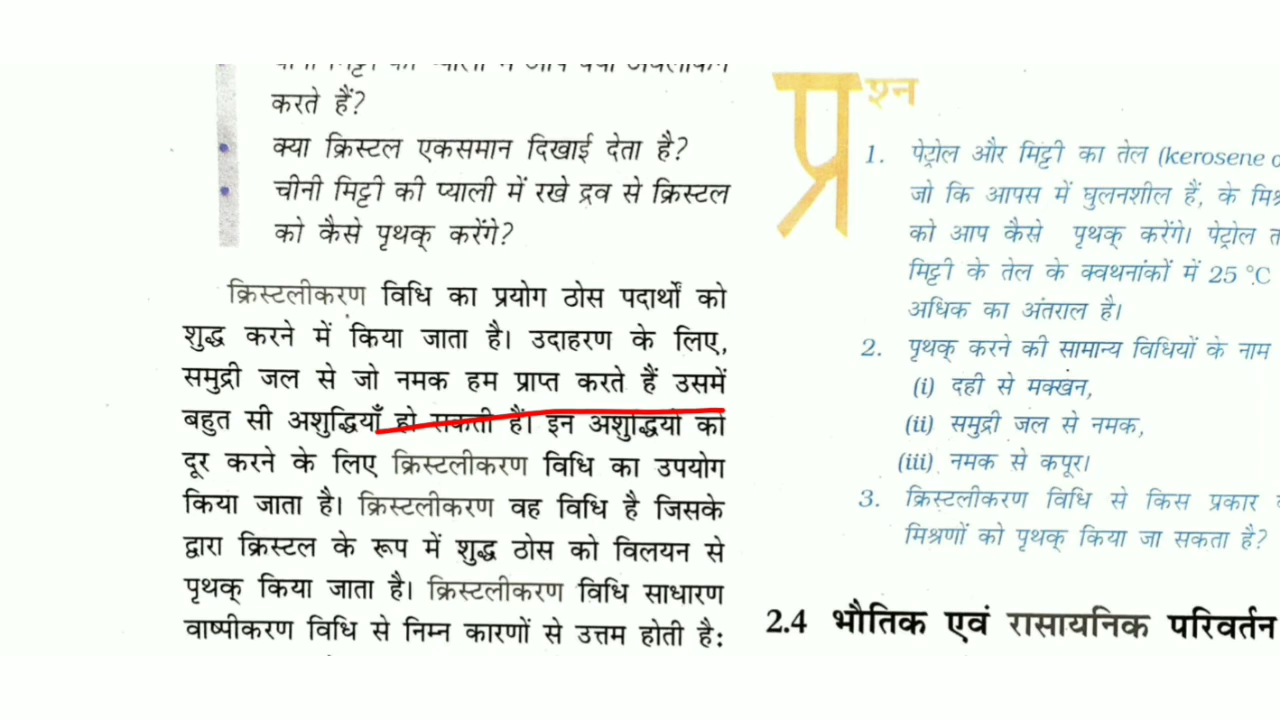 करते हैं?
क्या क्रिस्टल एकसमान दिखाई देता है?
चीनी मिट्टी की प्याली में रखे द्रव से क्रिस्टल
को कैसे पृथक् करेंगे?
क्रिस्टलीकरण विधि का प्रयोग ठोस पदार्थों को
शुद्ध करने में किया जाता है। उदाहरण के लिए,
समुद्री जल से जो नमक हम प्राप्त करते हैं उसमें
बहुत सी अशुद्धियाँ हो सकती हैं। इन अशुद्धियों को
दूर करने के लिए क्रिस्टलीकरण विधि का उपयोग
किया जाता है। क्रिस्टलीकरण वह विधि है जिसके
द्वारा क्रिस्टल के रूप में शुद्ध ठोस को विलयन से
पृथक् किया जाता है। क्रिस्टलीकरण विधि साधारण
वाष्पीकरण विधि से निम्न कारणों से उत्तम होती है:
प्रश्न
1. पेट्रोल और मिट्टी का तेल (kerosene
जो कि आपस में घुलनशील हैं, के
को आप कैसे पृथक् करेंगे। पेट्रोल
मिट्टी के तेल के क्वथनांकों में 25 °C
अधिक का अंतराल है।
2. पृथक् करने की सामान्य विधियों के नाम
(i) दही से मक्खन,
(ii) समुद्री जल से नमक,
(iii) नमक से कपूर।
3. क्रिस्टलीकरण विधि से किस प्रकार
मिश्रणों को पृथक् किया जा सकता है?
2.4 भौतिक एवं रासायनिक परिवर्तन